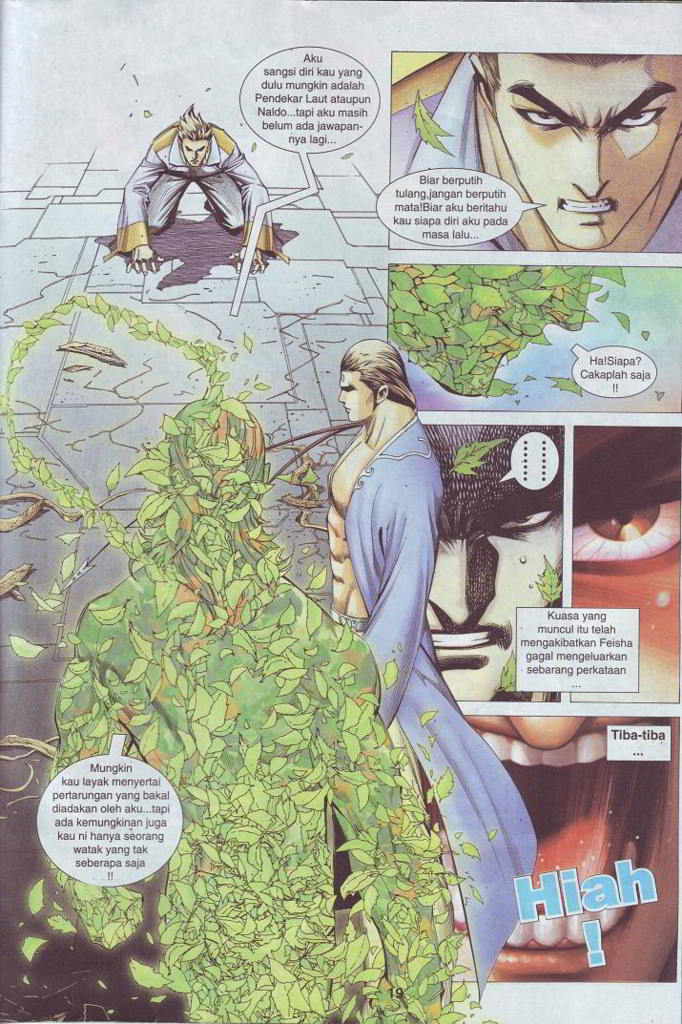 Aku
sangsi diri kau yang
dulu mungkin adalah
Pendekar Laut ataupun
Naldo...tapi aku masih
belum ada jawapan-
nya lagi...
Biar berputih
tulang,jangan berputih
mata!Biar aku beritahu
kau siapa diri aku pada
masa lalu...
Ha!Siapa?
Cakaplah saja
!!
Kuasa yang
muncul itu telah
mengakibatkan Feisha
gagal mengeluarkan
sebarang perkataan
...
Mungkin
kau layak menyertai
pertarungan yang bakal
diadakan oleh aku...tapi
ada kemungkinan juga
kau ni hanya seorang
watak yang tak
seberapa saja
!!
Tiba-tiba
...
Hiah
!
19